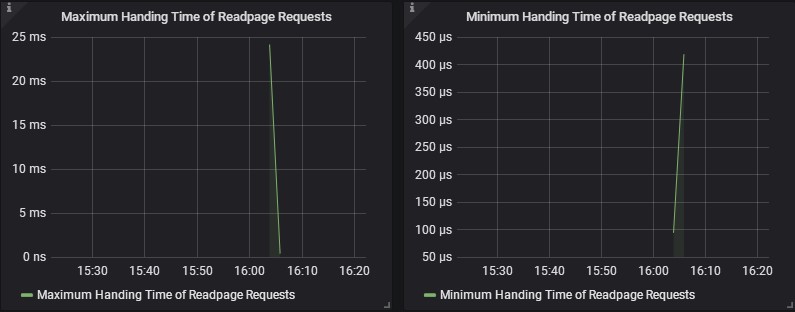 i
Maximum Handing Time of Readpage Requests
25 ms
20 ms
15 ms
10 ms
5 ms
0 ns
15:30 15:40 15:50 16:00 16:10 16:20
Maximum Handing Time of Readpage Requests
i
Minimum Handing Time of Readpage Requests
450 µs
400 µs
350 µs
300 µs
250 µs
200 µs
150 µs
100 µs
50 µs
15:30 15:40 15:50 16:00 16:10 16:20
Minimum Handing Time of Readpage Requests